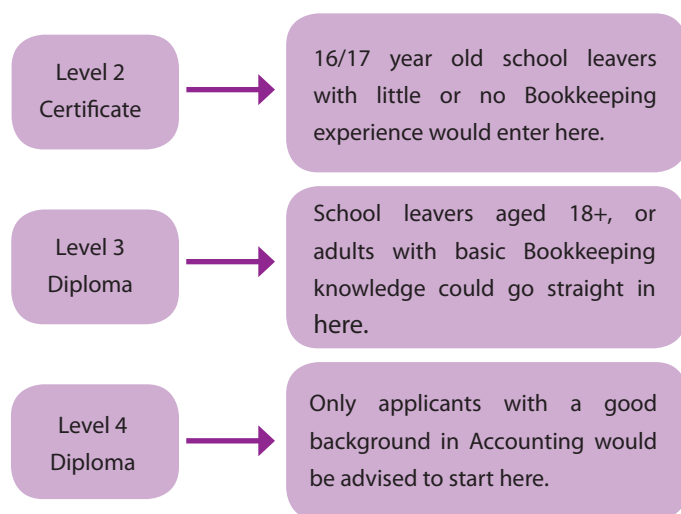 Level 2
Certificate
16/17 year old school leavers
with little or no Bookkeeping
experience would enter here.
Level 3
Diploma
School leavers aged 18+, or
adults with basic Bookkeeping
knowledge could go straight in
here.
Level 4
Diploma
Only applicants with a good
background in Accounting would
be advised to start here.